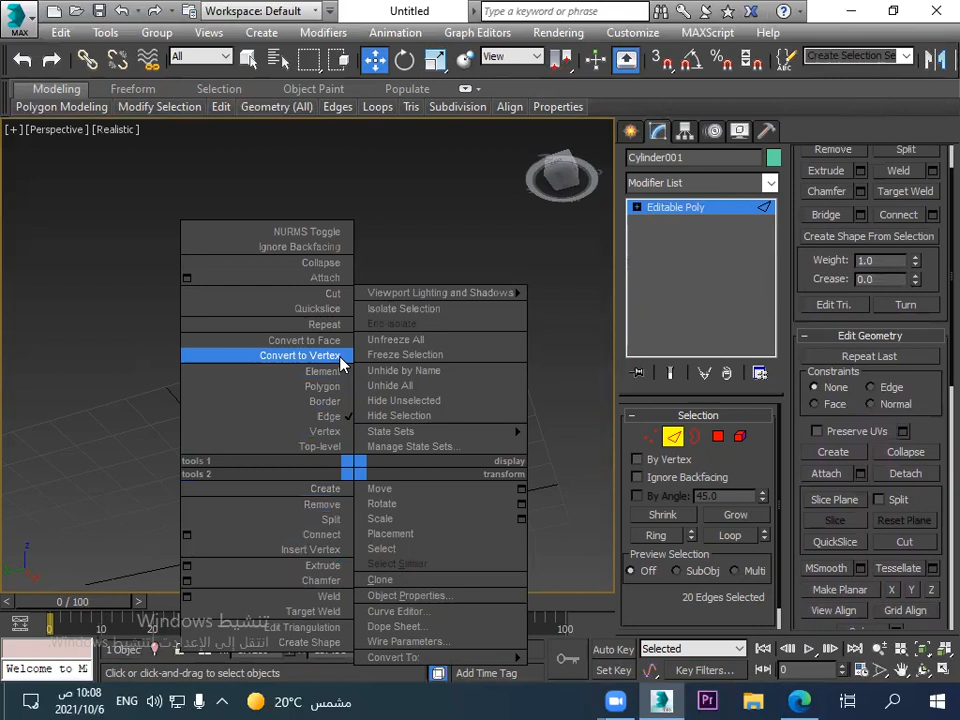 MAX
Workspace: Default
Untitled
Type a keyword or phrase
Edit Tools Group Views Create Modifiers Animation Graph Editors Rendering Customize MAXScript Help
All
View
Create Selection Se
Modeling Freeform Selection Object Paint Populate
Polygon Modeling Modify Selection Edit Geometry (All) Edges Loops Tris Subdivision Align Properties
[+] [Perspective] [Realistic]
NURMS Toggle
Ignore Backfacing
Collapse
Attach
Cut
Quickslice
Repeat
Convert to Face
Convert to Vertex
Element
Polygon
Border
Edge
Vertex
Top-level
tools 1
tools 2
Create
Remove
Split
Connect
Insert Vertex
Extrude
Chamfer
Weld
Target Weld
Edit Triangulation
Create Shape
Viewport Lighting and Shadows
Isolate Selection
End Isolate
Unfreeze All
Freeze Selection
Unhide by Name
Unhide All
Hide Unselected
Hide Selection
State Sets
Manage State Sets...
display
transform
Move
Rotate
Scale
Placement
Select
Select Similar
Clone
Object Properties...
Curve Editor...
Dope Sheet...
Wire Parameters...
Convert To:
Cylinder001
Modifier List
Editable Poly
Selection
By Vertex
Ignore Backfacing
By Angle: 45.0
Shrink Grow
Ring Loop
Preview Selection
Off SubObj Multi
20 Edges Selected
Remove Split
Extrude Weld
Chamfer Target Weld
Bridge Connect
Create Shape From Selection
Weight: 1.0
Crease: 0.0
Edit Tri. Turn
Edit Geometry
Repeat Last
Constraints
None Edge
Face Normal
Preserve UVs
Create Collapse
Attach Detach
Slice Plane Split
Slice Reset Plane
QuickSlice Cut
MSmooth Tessellate
Make Planar X Y Z
View Align Grid Align
z
0 / 100
0 10 20 100
تنشيط Windows
Welcome to M
Click or click-and-drag to select objects
Add Time Tag
Auto Key Selected
Set Key Key Filters... 0
10:08 ص
2021/10/6
ENG
20°C مشمس
MAX
Pr